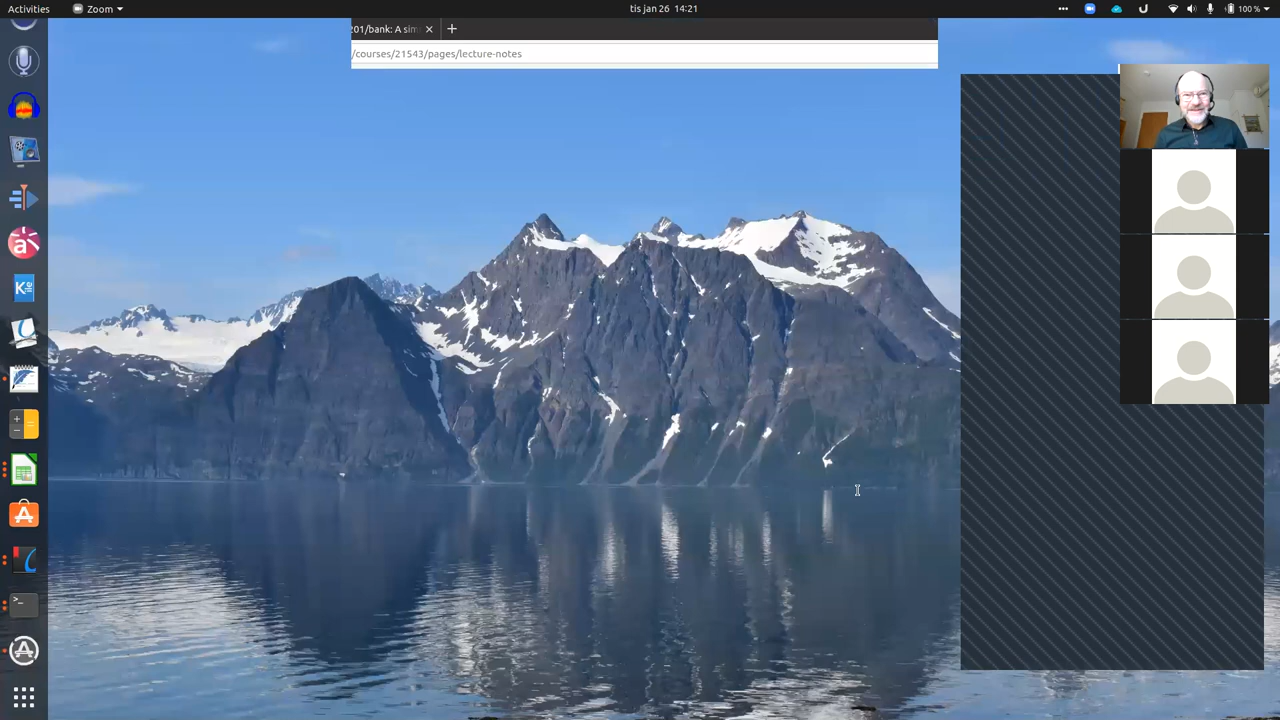 Activities
Zoom
tis jan 26 14:21
100 %
201/bank: A sim
/courses/21543/pages/lecture-notes